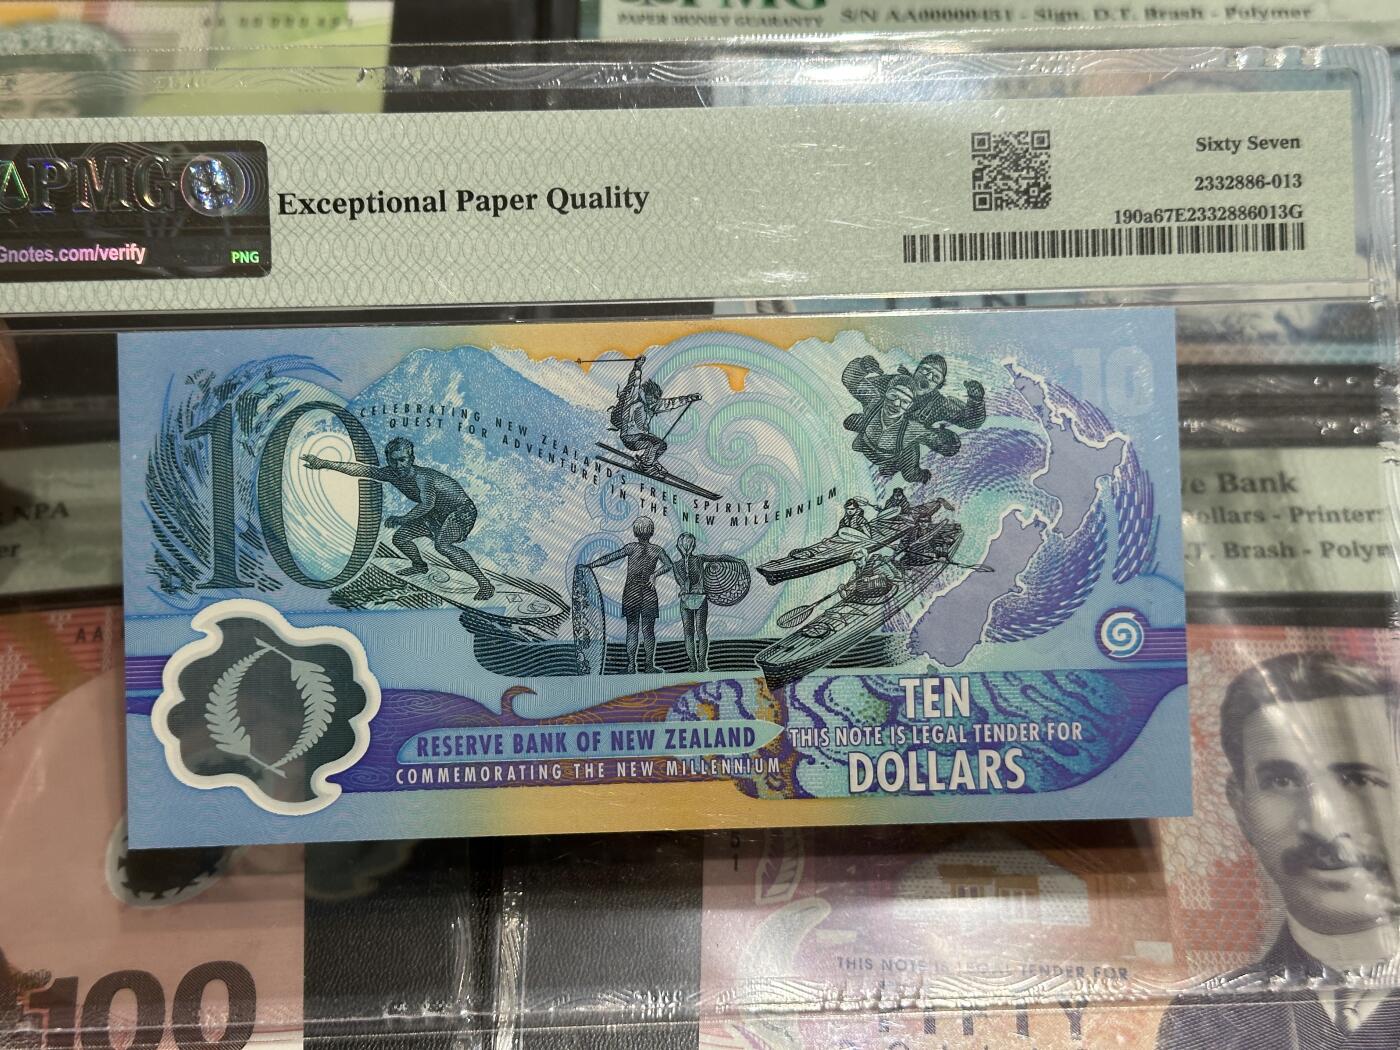 PAPER MONEY GUARANTY S/N AA00000431 - Sign. D.T. Brash - Polymer
PMG
Exceptional Paper Quality
Gnotes.com/verify
PNG
Sixty Seven
2332886-013
190a67E2332886013G
10
10
CELEBRATING NEW ZEALAND'S FREE SPIRIT &
QUEST FOR ADVENTURE IN THE NEW MILLENNIUM
RESERVE BANK OF NEW ZEALAND
COMMEMORATING THE NEW MILLENNIUM
TEN
THIS NOTE IS LEGAL TENDER FOR
DOLLARS
NPA
e Bank
ollars - Printer:
.T. Brash - Polym
AA
100
THIS NOTE IS LEGAL TENDER FOR
FIFTY